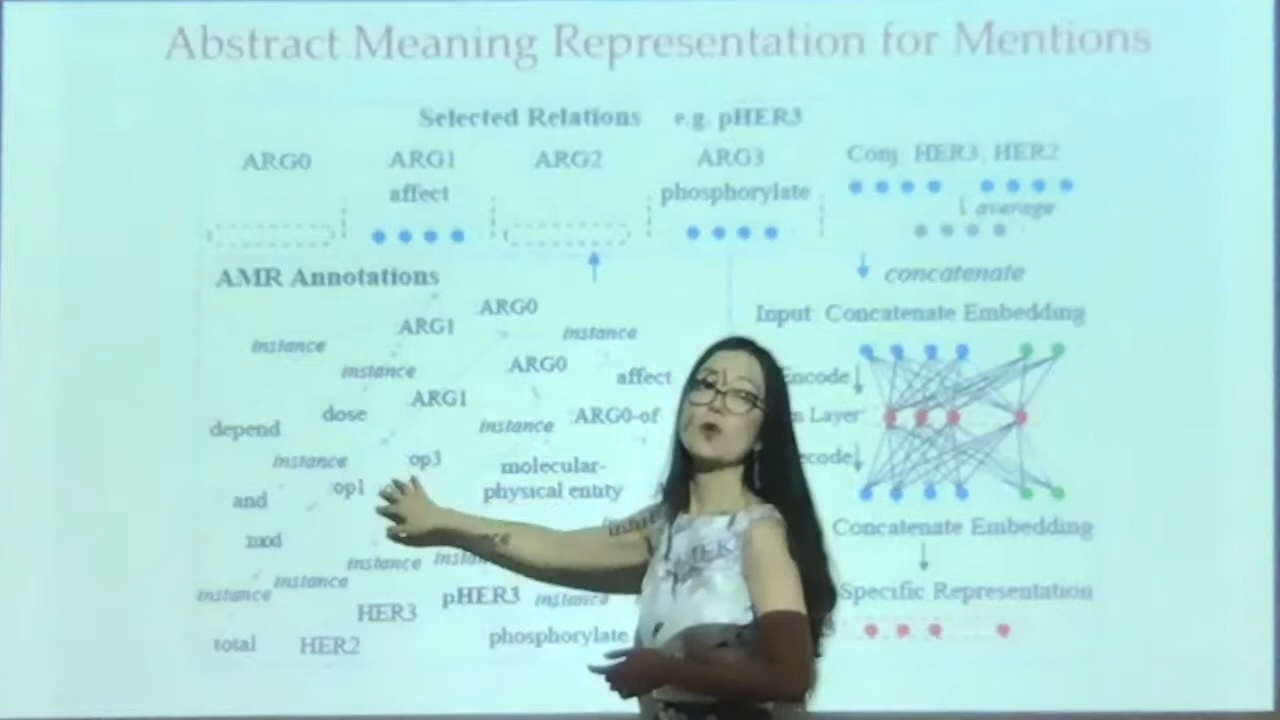 Abstract Meaning Representation for Mentions
Selected Relations e.g. pHER3
ARG0 ARG1 ARG2 ARG3 Conj HER3, HER2
affect phosphorylate
average
AMR Annotations concatenate
:ARG0 Input: Concatenate Embedding
ARG1 instance
instance
instance ARG0 affect Encode
dose ARG1 ARG0-of Layer
depend instance
instance op3 molecular-
and op1 physical entity
mod Concatenate Embedding
instance
instance instance pHER3 instance Specific Representation
HER3
total HER2 phosphorylate